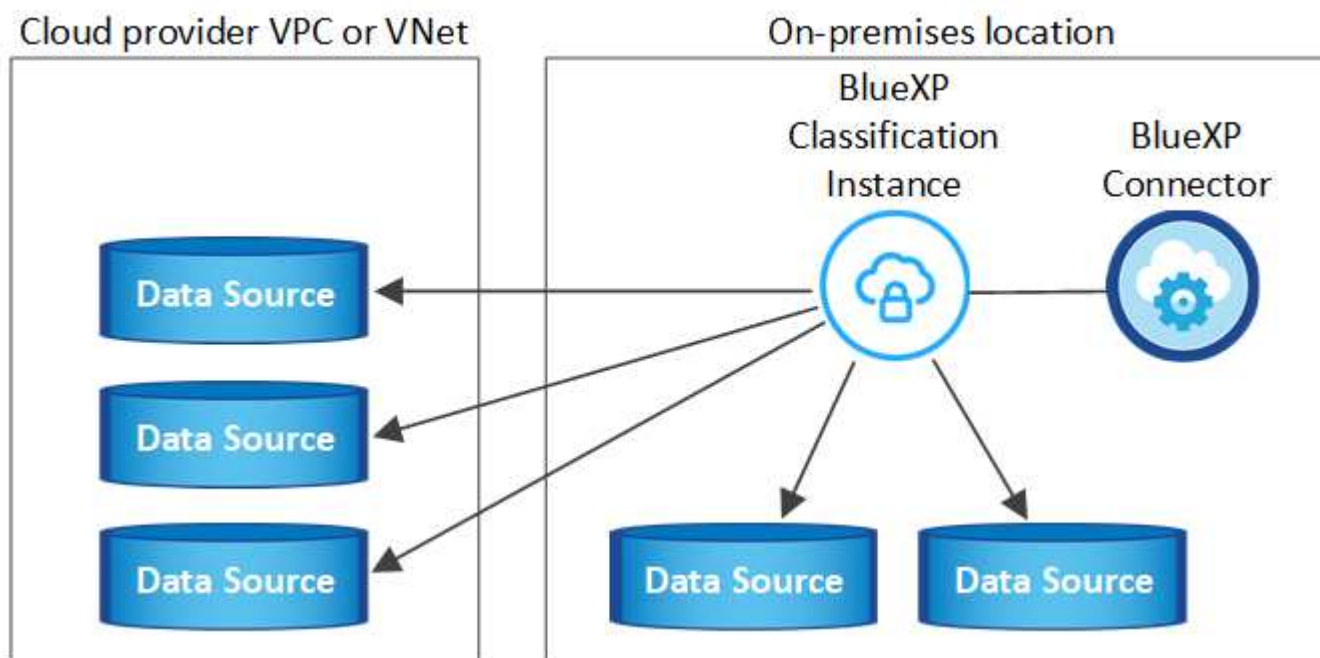 Cloud provider VPC or VNet
On-premises location
BlueXP
Classification
Instance
BlueXP
Connector
Data Source
Data Source
Data Source
Data Source
Data Source